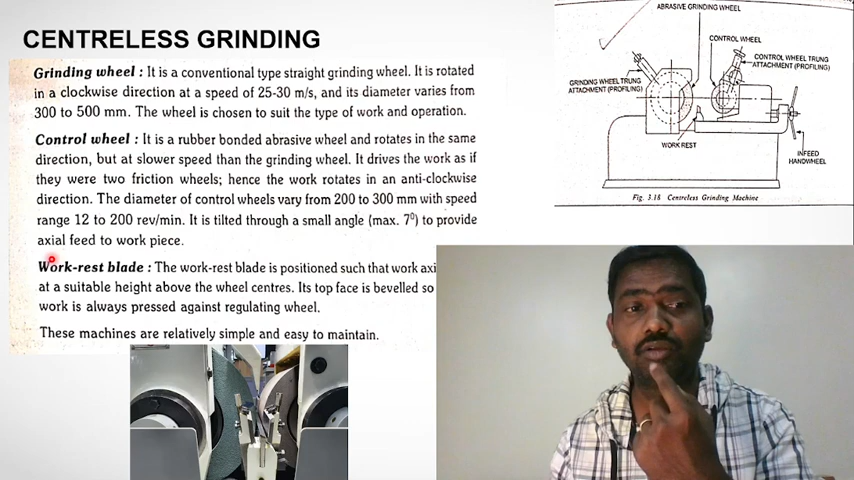 CENTRELESS GRINDING
Grinding wheel : It is a conventional type straight grinding wheel. It is rotated
in a clockwise direction at a speed of 25-30 m/s, and its diameter varies from
300 to 500 mm. The wheel is chosen to suit the type of work and operation.
Control wheel : It is a rubber bonded abrasive wheel and rotates in the same
direction, but at slower speed than the grinding wheel. It drives the work as if
they were two friction wheels; hence the work rotates in an anti-clockwise
direction. The diameter of control wheels vary from 200 to 300 mm with speed
range 12 to 200 rev/min. It is tilted through a small angle (max. 7⁰) to provide
axial feed to work piece.
Work-rest blade : The work-rest blade is positioned such that work axi
at a suitable height above the wheel centres. Its top face is bevelled so
work is always pressed against regulating wheel.
These machines are relatively simple and easy to maintain.
ABRASIVE GRINDING WHEEL
CONTROL WHEEL
CONTROL WHEEL TRUNG
ATTACHMENT (PROFILING)
GRINDING WHEEL TRUNG
ATTACHMENT (PROFILING)
WORK REST
INFEED
HANDWHEEL
Fig. 3.18 Centreless Grinding Machine